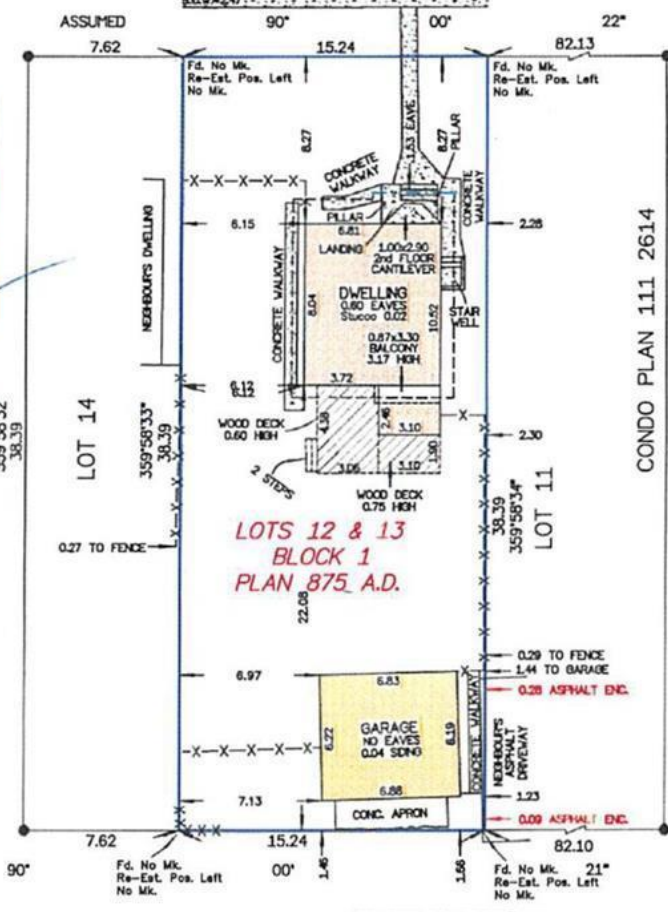 ASSUMED 90° 00' 22"
7.62 15.24 82.13
Fd. No Mk.
Re-Est. Pos. Left
No Mk.
Fd. No Mk.
Re-Est. Pos. Left
No Mk.
8.27
1.53 EAVE
8.27
PILLAR
CONCRETE
WALKWAY
CONCRETE
WALKWAY
NEIGHBOUR'S DWELLING
6.15
PILLAR
6.81
2.28
LANDING
1.00x2.90
2nd FLOOR
CANTILEVER
CONCRETE WALKWAY
8.04
DWELLING
0.60 EAVES
Stucco 0.02
10.52
STAIR
WELL
0.87x3.30
BALCONY
3.17 HIGH
6.12
6.12
3.72
WOOD DECK
0.60 HIGH
4.38
2.46
3.10
2.30
1.90
3.06
3.10
2 STEPS
WOOD DECK
0.75 HIGH
38.39
LOT 14
359°58'33"
38.39
38.39
359°58'34"
LOT 11
CONDO PLAN 111 2614
0.27 TO FENCE
LOTS 12 & 13
BLOCK 1
PLAN 875 A.D.
22.08
0.29 TO FENCE
1.44 TO GARAGE
0.28 ASPHALT ENC.
6.97
6.83
6.22
GARAGE
NO EAVES
0.04 SIDING
6.19
CONCRETE WALKWAY
NEIGHBOUR'S
ASPHALT
DRIVEWAY
6.88
7.13
1.23
CONC. APRON
0.09 ASPHALT ENC.
7.62 15.24 82.10
90° 00' 21"
Fd. No Mk.
Re-Est. Pos. Left
No Mk.
1.45
1.66
Fd. No Mk.
Re-Est. Pos. Left
No Mk.